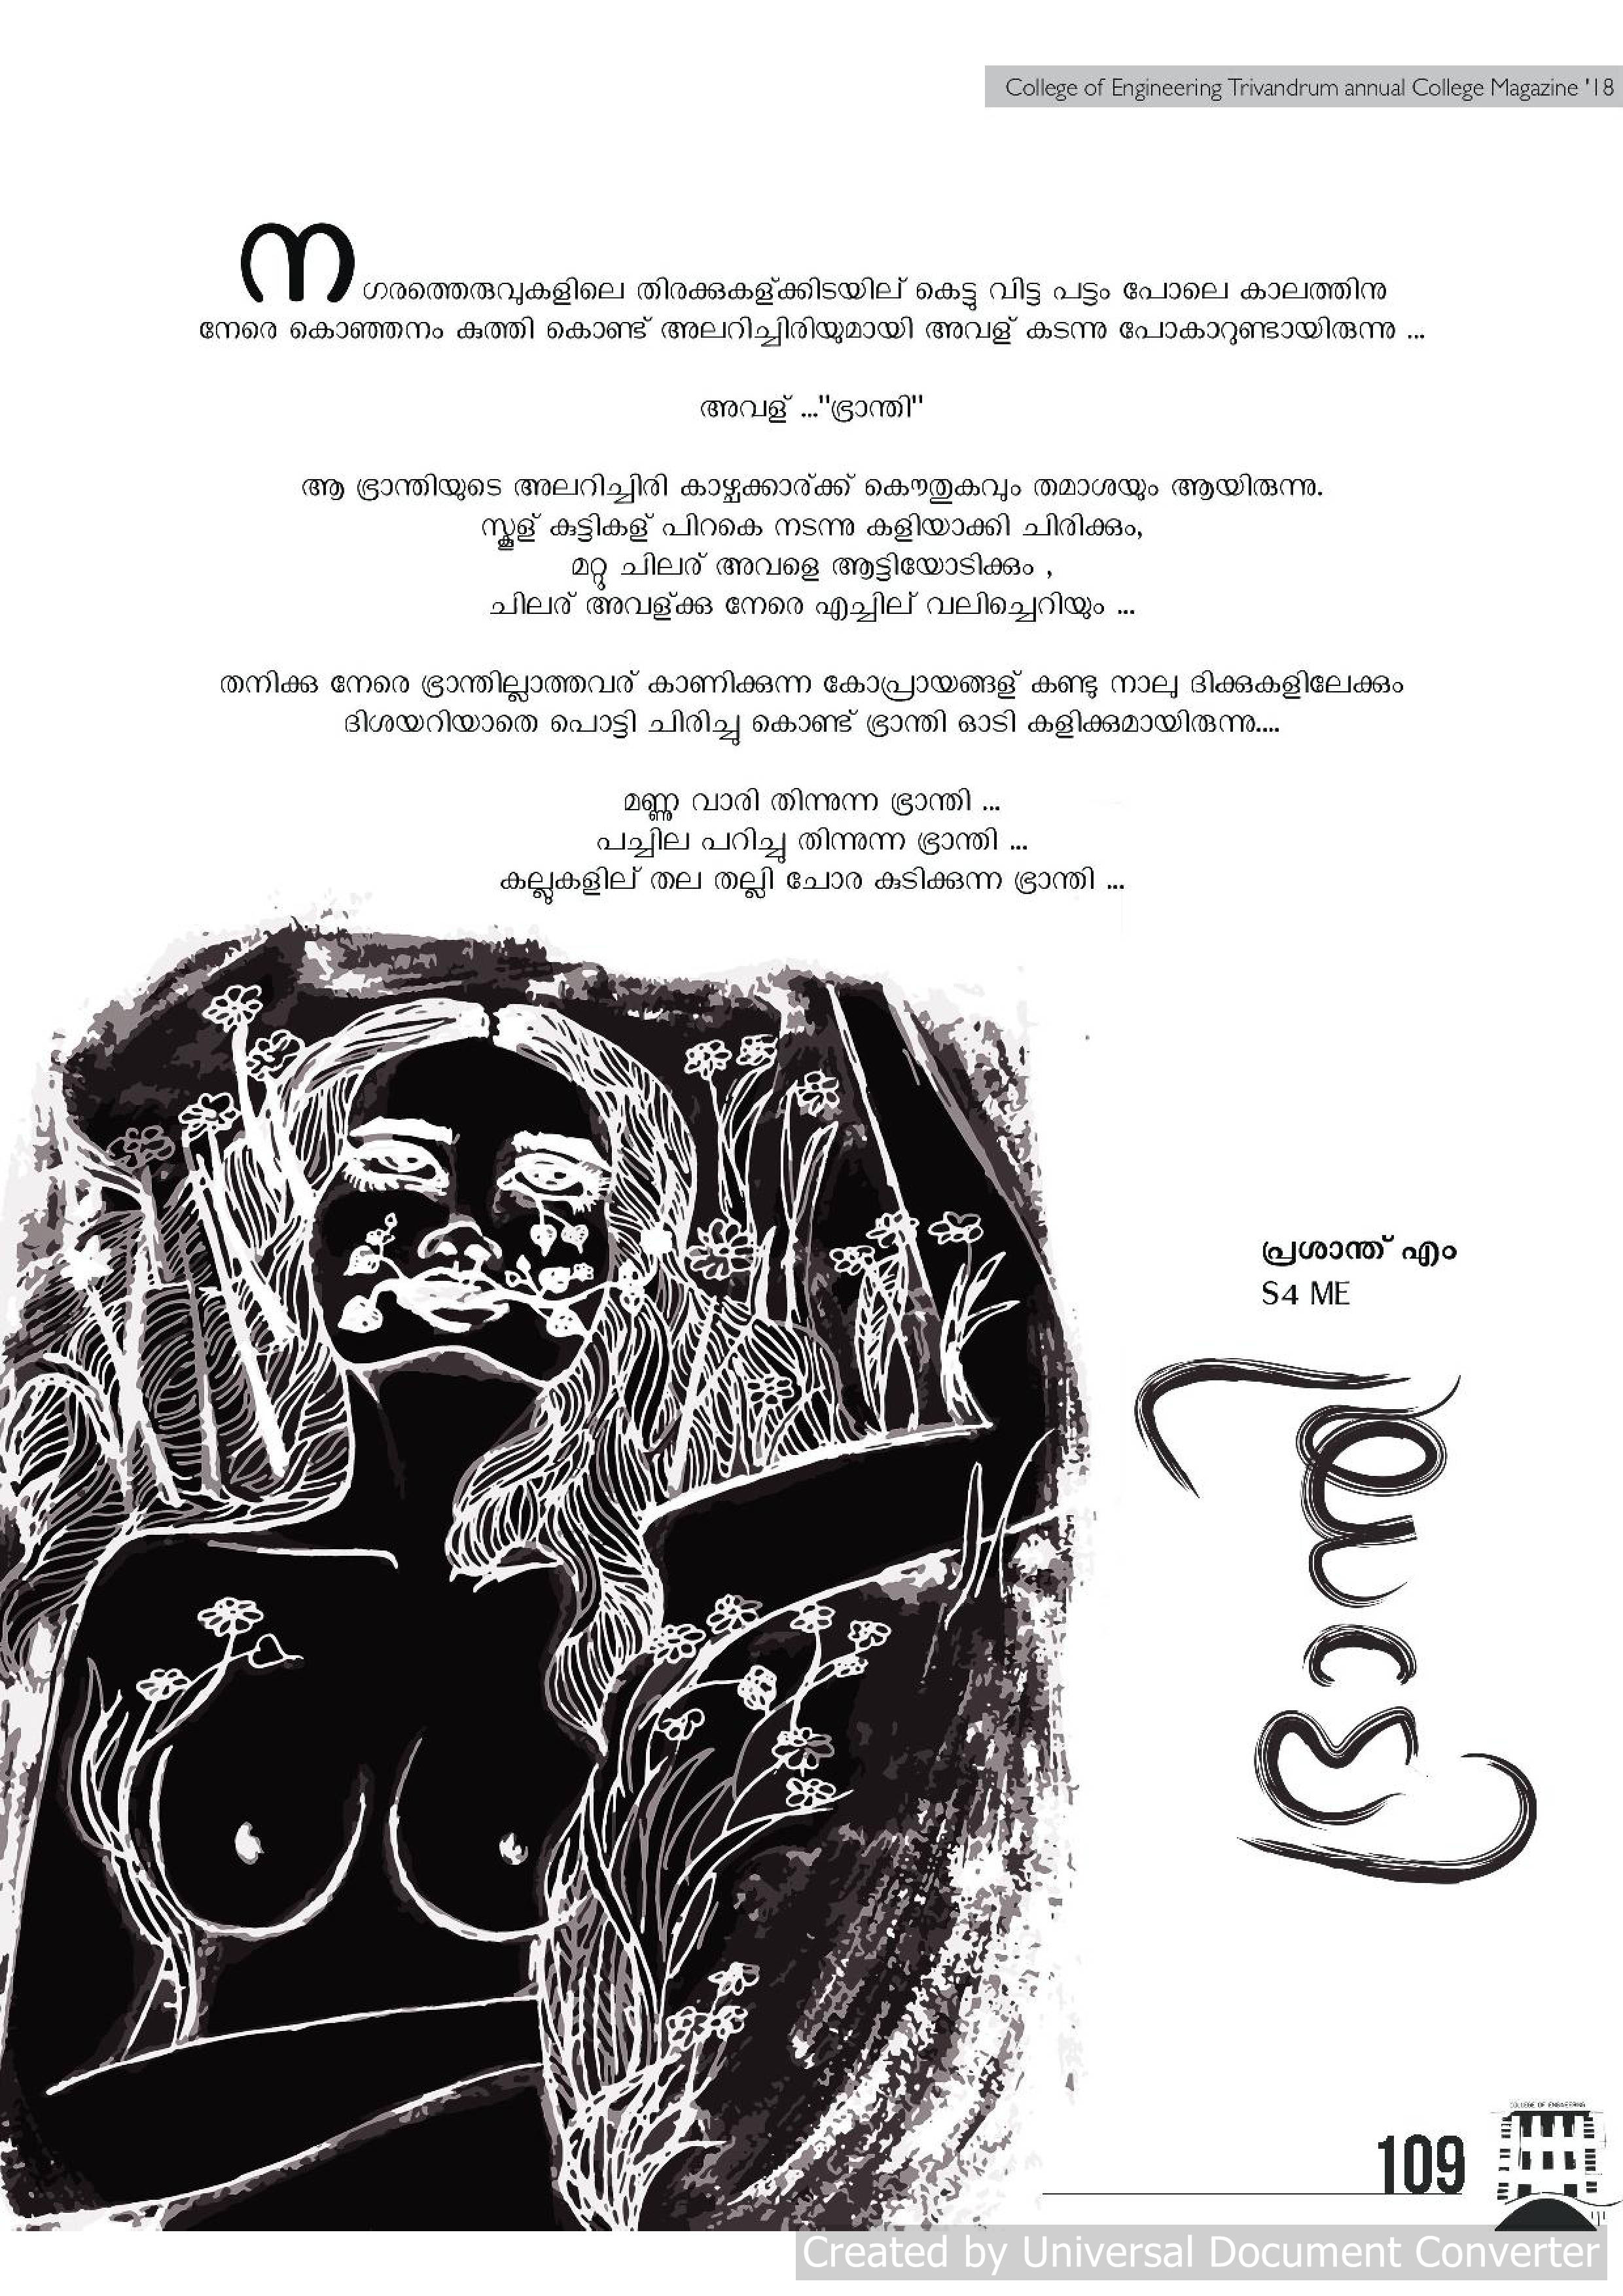 College of Engineering Trivandrum annual College Magazine '18
നഗരത്തെരുവുകളിലെ തിരക്കുകള്ക്കിടയില് കെട്ടു വിട്ട പട്ടം പോലെ കാലത്തിനു
നേരെ കൊഞ്ഞനം കുത്തി കൊണ്ട് അലറിച്ചിരിയുമായി അവള് കടന്നു പോകാറുണ്ടായിരുന്നു ...
അവള് ..."ഭ്രാന്തി"
ആ ഭ്രാന്തിയുടെ അലറിച്ചിരി കാഴ്ചക്കാര്ക്ക് കൌതുകവും തമാശയും ആയിരുന്നു.
സ്കൂള് കുട്ടികള് പിറകെ നടന്നു കളിയാക്കി ചിരിക്കും,
മറ്റു ചിലര് അവളെ ആട്ടിയോടിക്കും ,
ചിലര് അവള്ക്കു നേരെ എച്ചില് വലിച്ചെറിയും ...
തനിക്കു നേരെ ഭ്രാന്തില്ലാത്തവര് കാണിക്കുന്ന കോപ്രായങ്ങള് കണ്ടു നാലു ദിക്കുകളിലേക്കും
ദിശയറിയാതെ പൊട്ടി ചിരിച്ചു കൊണ്ട് ഭ്രാന്തി ഓടി കളിക്കുമായിരുന്നു....
മണ്ണു വാരി തിന്നുന്ന ഭ്രാന്തി ...
പച്ചില പറിച്ചു തിന്നുന്ന ഭ്രാന്തി ...
കല്ലുകളില് തല തല്ലി ചോര കുടിക്കുന്ന ഭ്രാന്തി ...
പ്രശാന്ത് എം
S4 ME
ഭ്രാന്തി
COLLEGE OF ENGINEERING
109
Created by Universal Document Converter